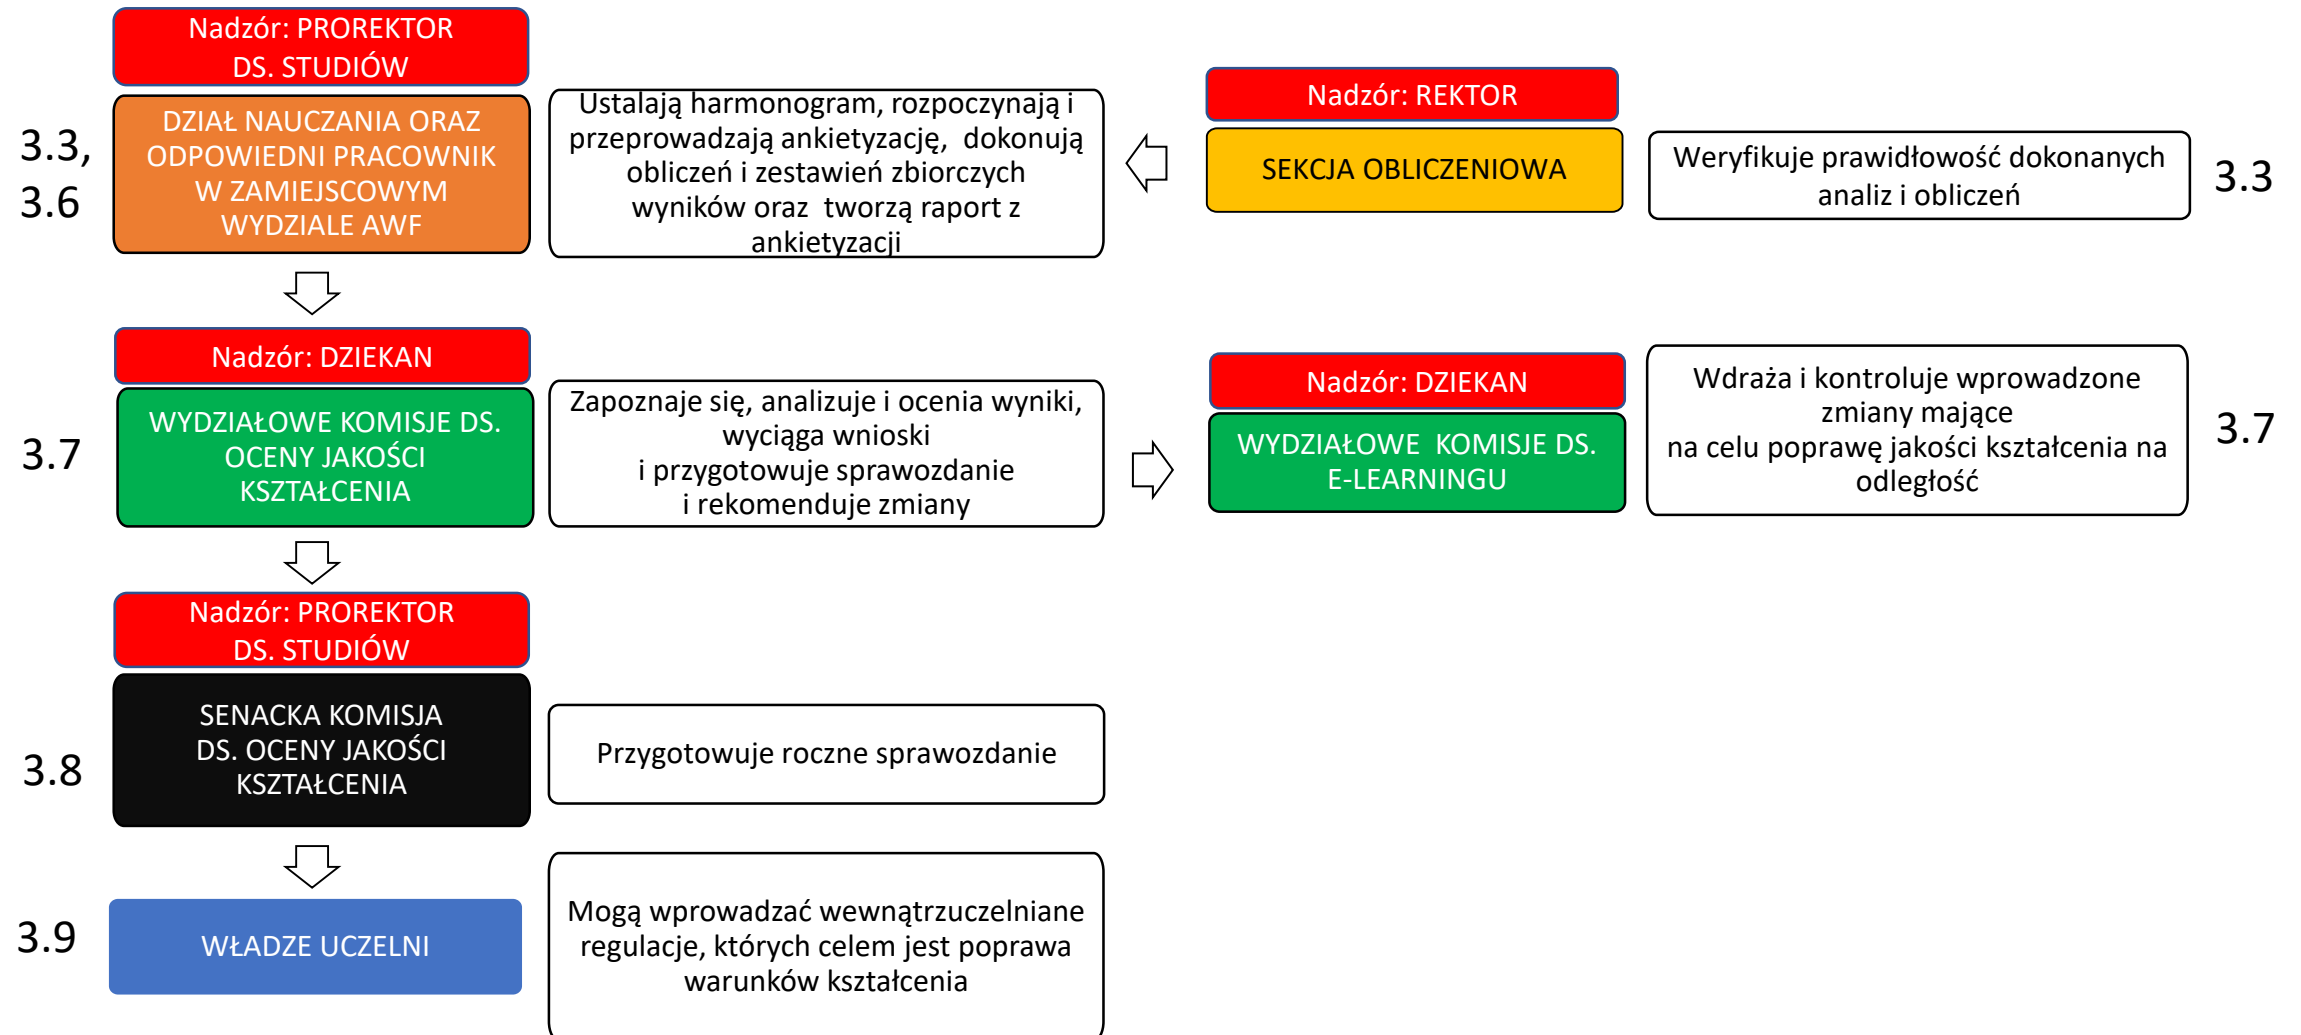 Nadzór: PROREKTOR
DS. STUDIÓW
3.3,
3.6
DZIAŁ NAUCZANIA ORAZ
ODPOWIEDNI PRACOWNIK
W ZAMIEJSCOWYM
WYDZIALE AWF
Ustalają harmonogram, rozpoczynają i
przeprowadzają ankietyzację, dokonują
obliczeń i zestawień zbiorczych
wyników oraz tworzą raport z
ankietyzacji
Nadzór: REKTOR
SEKCJA OBLICZENIOWA
Weryfikuje prawidłowość dokonanych
analiz i obliczeń
3.3
Nadzór: DZIEKAN
3.7
WYDZIAŁOWE KOMISJE DS.
OCENY JAKOŚCI
KSZTAŁCENIA
Zapoznaje się, analizuje i ocenia wyniki,
wyciąga wnioski
i przygotowuje sprawozdanie
i rekomenduje zmiany
Nadzór: DZIEKAN
WYDZIAŁOWE KOMISJE DS.
E-LEARNINGU
Wdraża i kontroluje wprowadzone
zmiany mające
na celu poprawę jakości kształcenia na
odległość
3.7
Nadzór: PROREKTOR
DS. STUDIÓW
3.8
SENACKA KOMISJA
DS. OCENY JAKOŚCI
KSZTAŁCENIA
Przygotowuje roczne sprawozdanie
3.9
WŁADZE UCZELNI
Mogą wprowadzać wewnątrzuczelniane
regulacje, których celem jest poprawa
warunków kształcenia